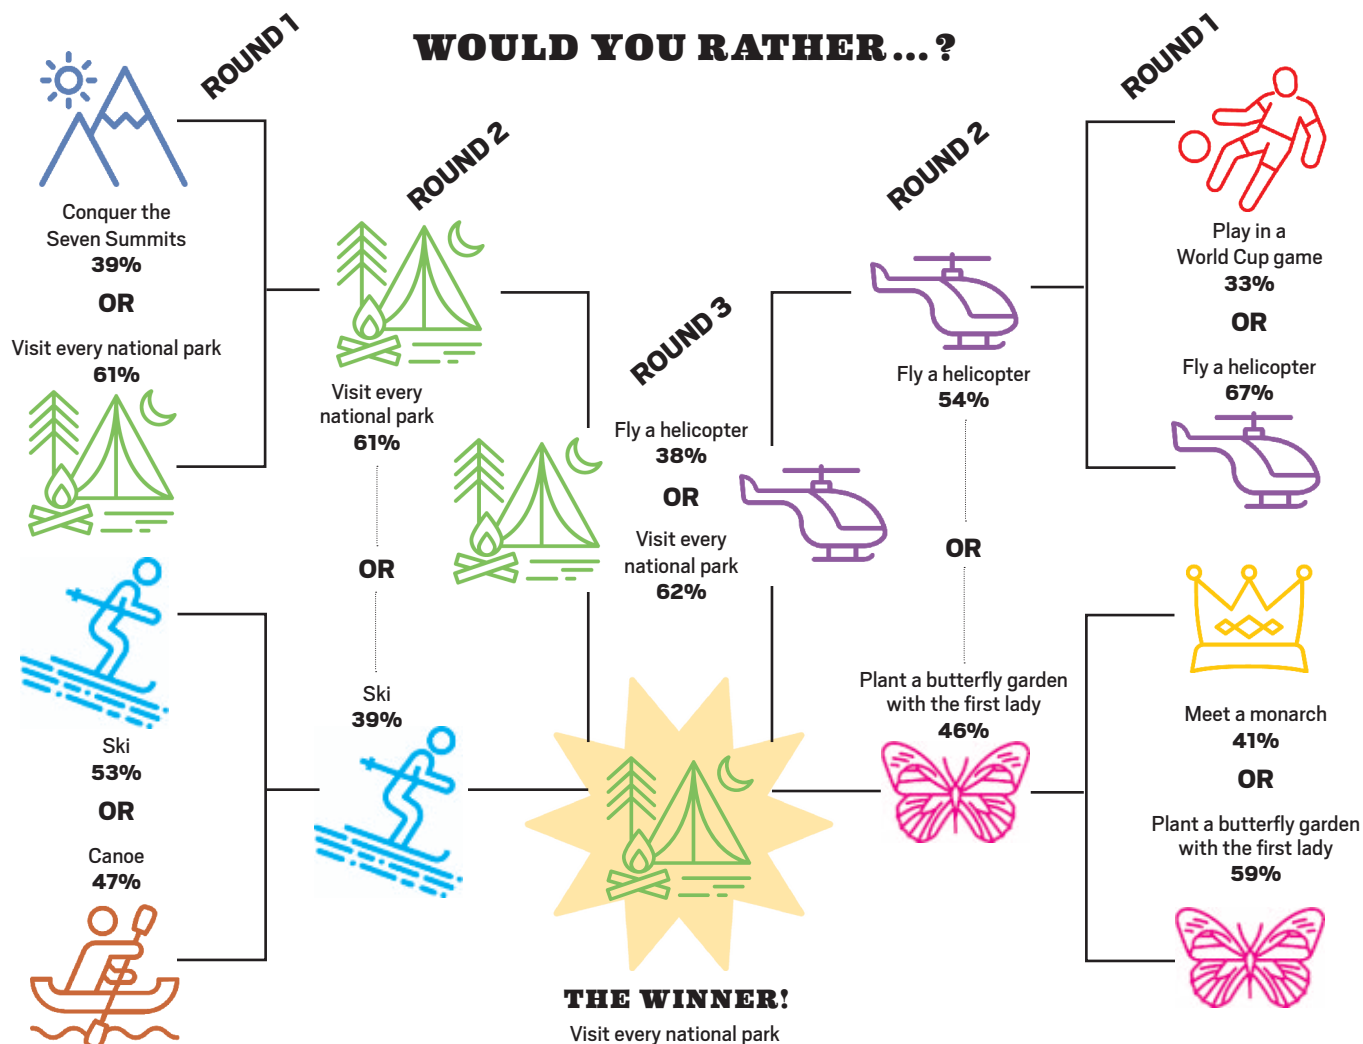 WOULD YOU RATHER...?
ROUND 1
Conquer the
Seven Summits
39%
OR
Visit every national park
61%
Ski
53%
OR
Canoe
47%
ROUND 2
Visit every
national park
61%
OR
Ski
39%
ROUND 3
Fly a helicopter
38%
OR
Visit every
national park
62%
ROUND 2
Fly a helicopter
54%
OR
Plant a butterfly garden
with the first lady
46%
ROUND 1
Play in a
World Cup game
33%
OR
Fly a helicopter
67%
Meet a monarch
41%
OR
Plant a butterfly garden
with the first lady
59%
THE WINNER!
Visit every national park